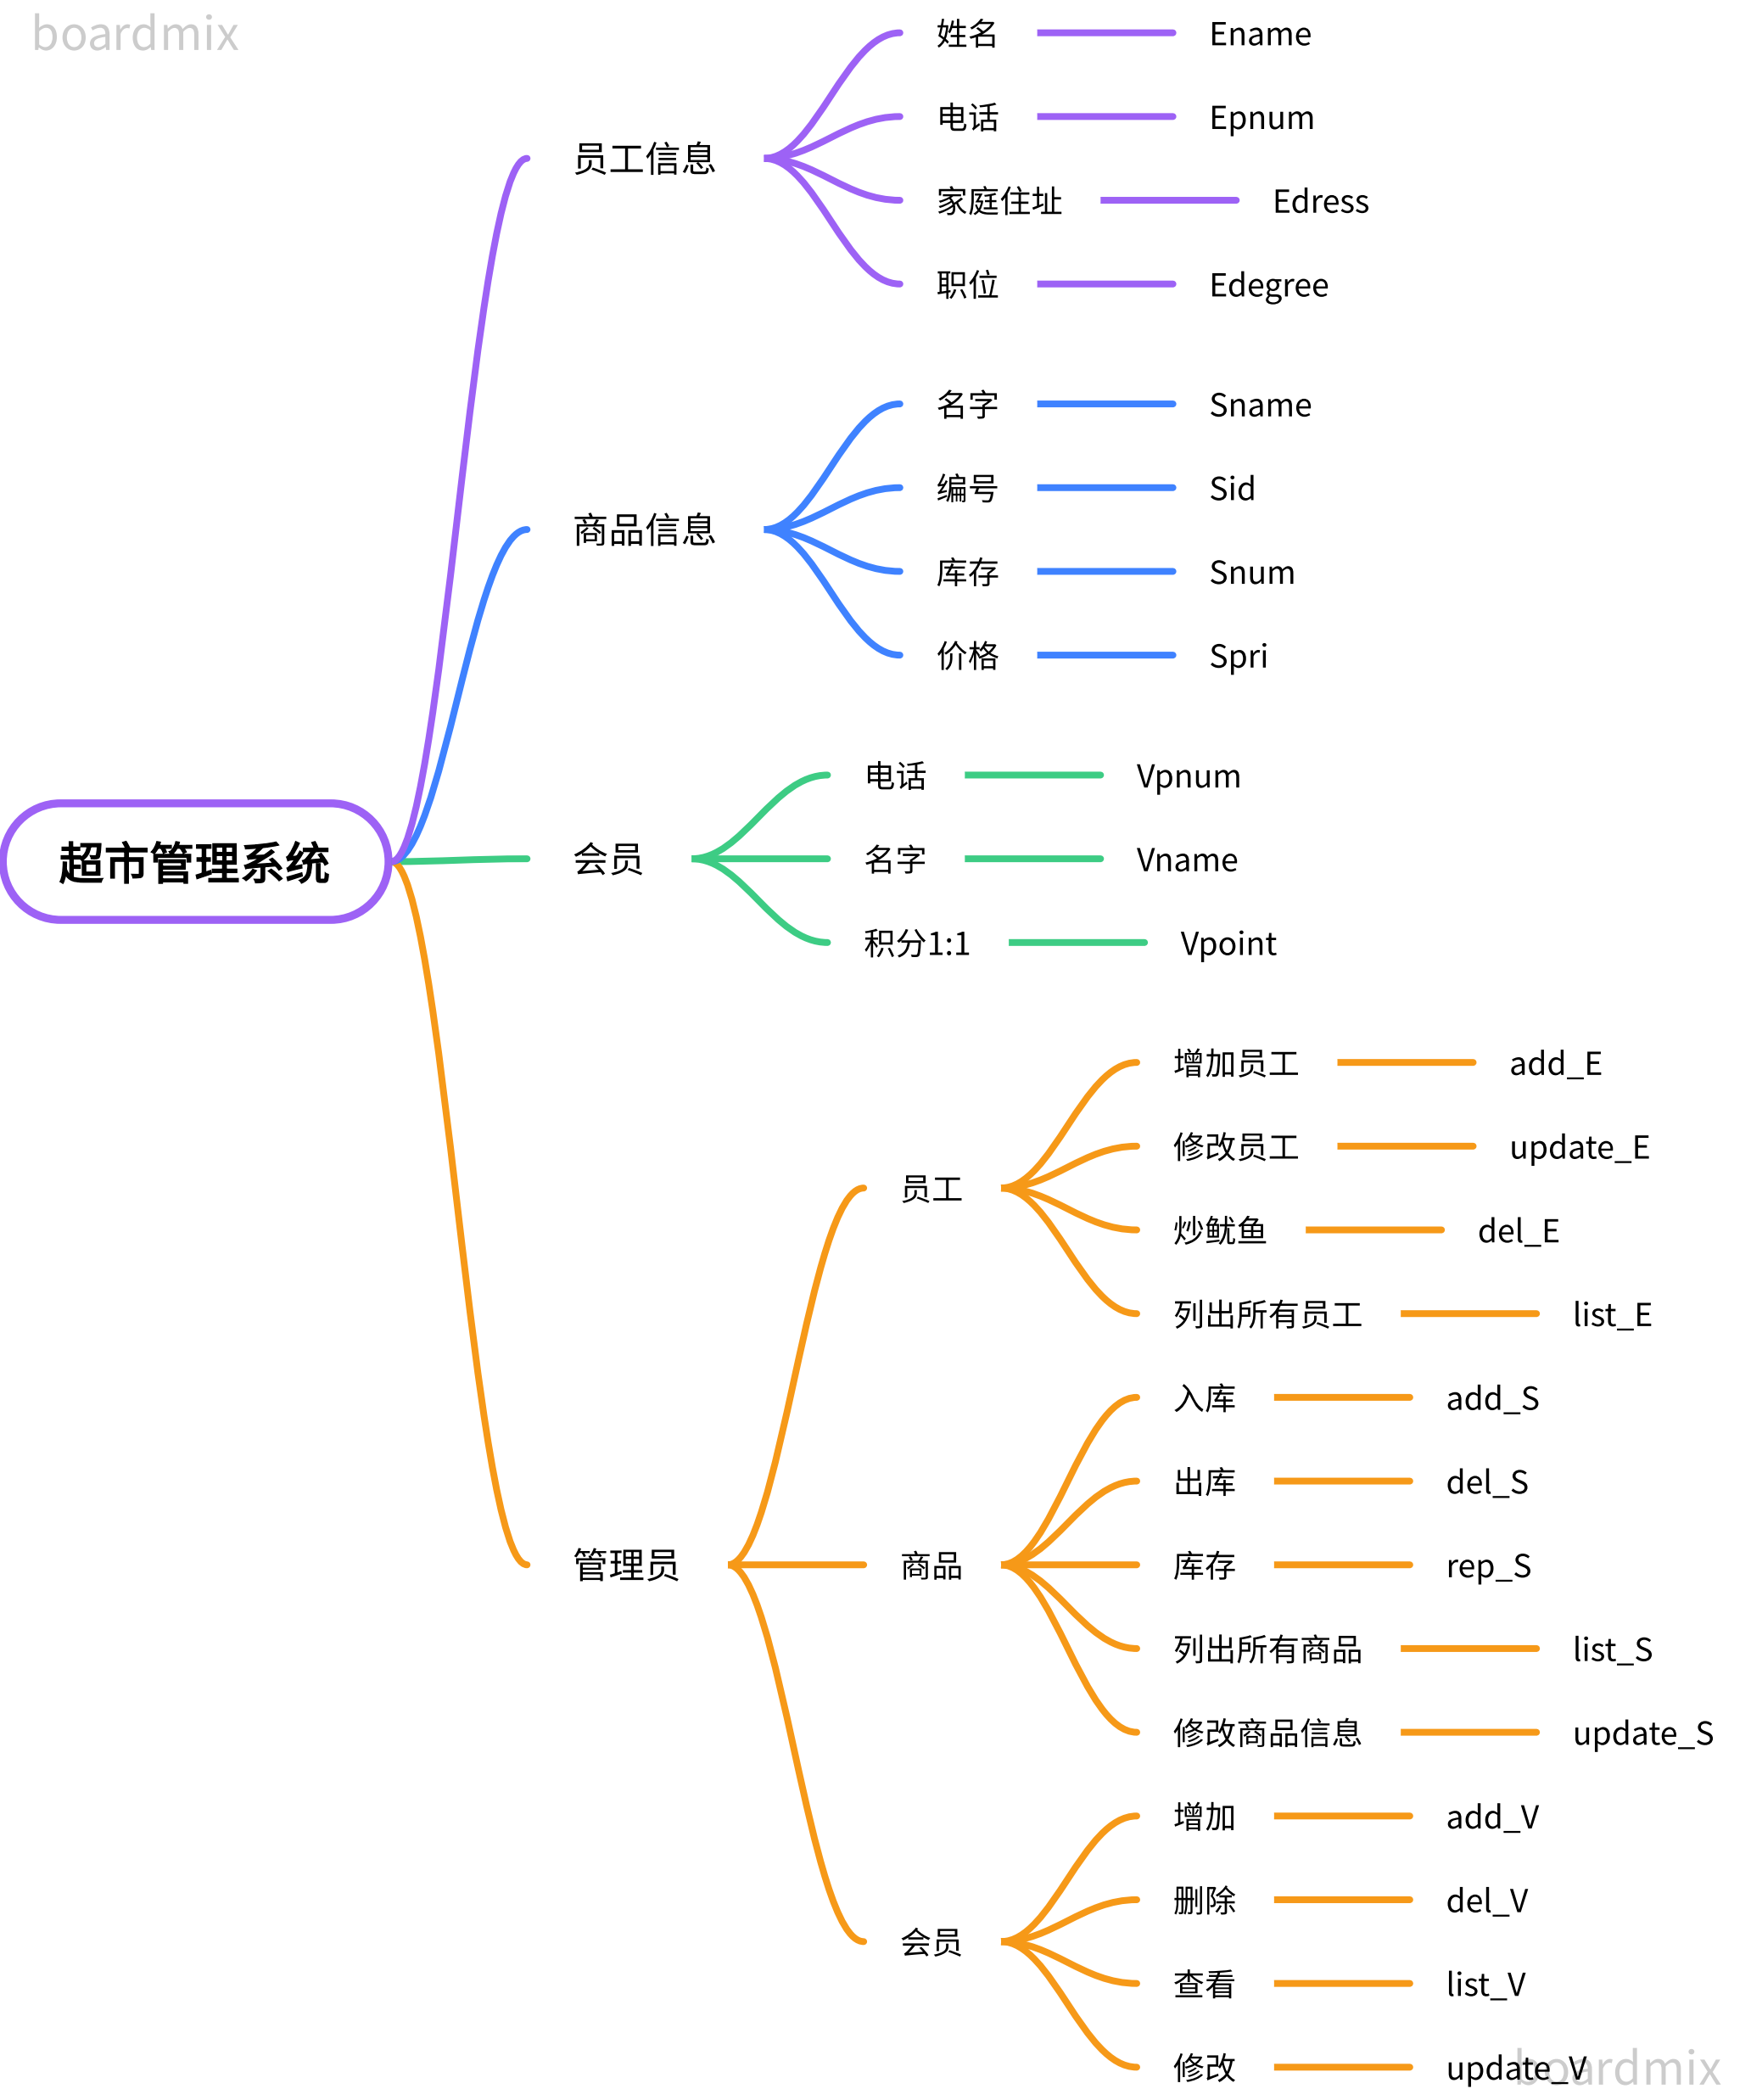 boardmix
超市管理系统
员工信息
姓名 Ename
电话 Epnum
家庭住址 Edress
职位 Edegree
商品信息
名字 Sname
编号 Sid
库存 Snum
价格 Spri
会员
电话 Vpnum
名字 Vname
积分1:1 Vpoint
管理员
员工
增加员工 add_E
修改员工 update_E
炒鱿鱼 del_E
列出所有员工 list_E
商品
入库 add_S
出库 del_S
库存 rep_S
列出所有商品 list_S
修改商品信息 update_S
会员
增加 add_V
删除 del_V
查看 list_V
修改 update_V
boardmix